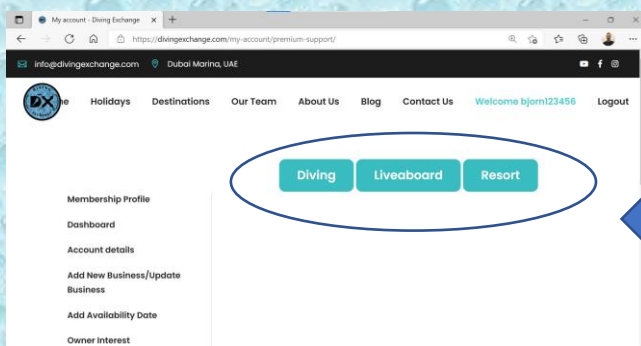 My account - Diving Exchange
https://divingexchange.com/my-account/premium-support/
info@divingexchange.com Dubai Marina, UAE
DX
Holidays Destinations Our Team About Us Blog Contact Us Welcome bjorn123456 Logout
Diving Liveaboard Resort
Membership Profile
Dashboard
Account details
Add New Business/Update
Business
Add Availability Date
Owner Interest